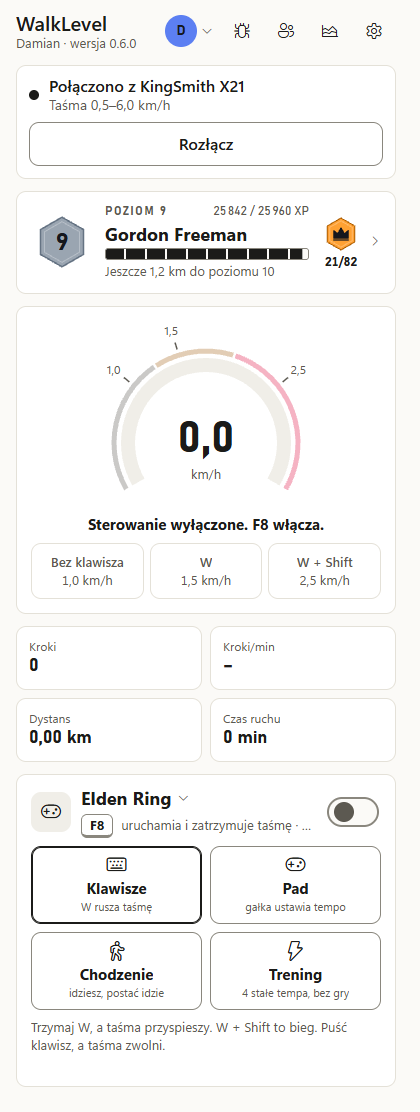 WalkLevel
Damian · wersja 0.6.0
D
Połączono z KingSmith X21
Taśma 0,5–6,0 km/h
Rozłącz
9
POZIOM 9
25 842 / 25 960 XP
Gordon Freeman
Jeszcze 1,2 km do poziomu 10
21/82
1,5
1,0
2,5
0,0
km/h
Sterowanie wyłączone. F8 włącza.
Bez klawisza
1,0 km/h
W
1,5 km/h
W + Shift
2,5 km/h
Kroki
0
Kroki/min
–
Dystans
0,00 km
Czas ruchu
0 min
Elden Ring
F8
uruchamia i zatrzymuje taśmę · ...
Klawisze
W rusza taśmę
Pad
gałka ustawia tempo
Chodzenie
idziesz, postać idzie
Trening
4 stałe tempa, bez gry
Trzymaj W, a taśma przyspieszy. W + Shift to bieg. Puść
klawisz, a taśma zwolni.